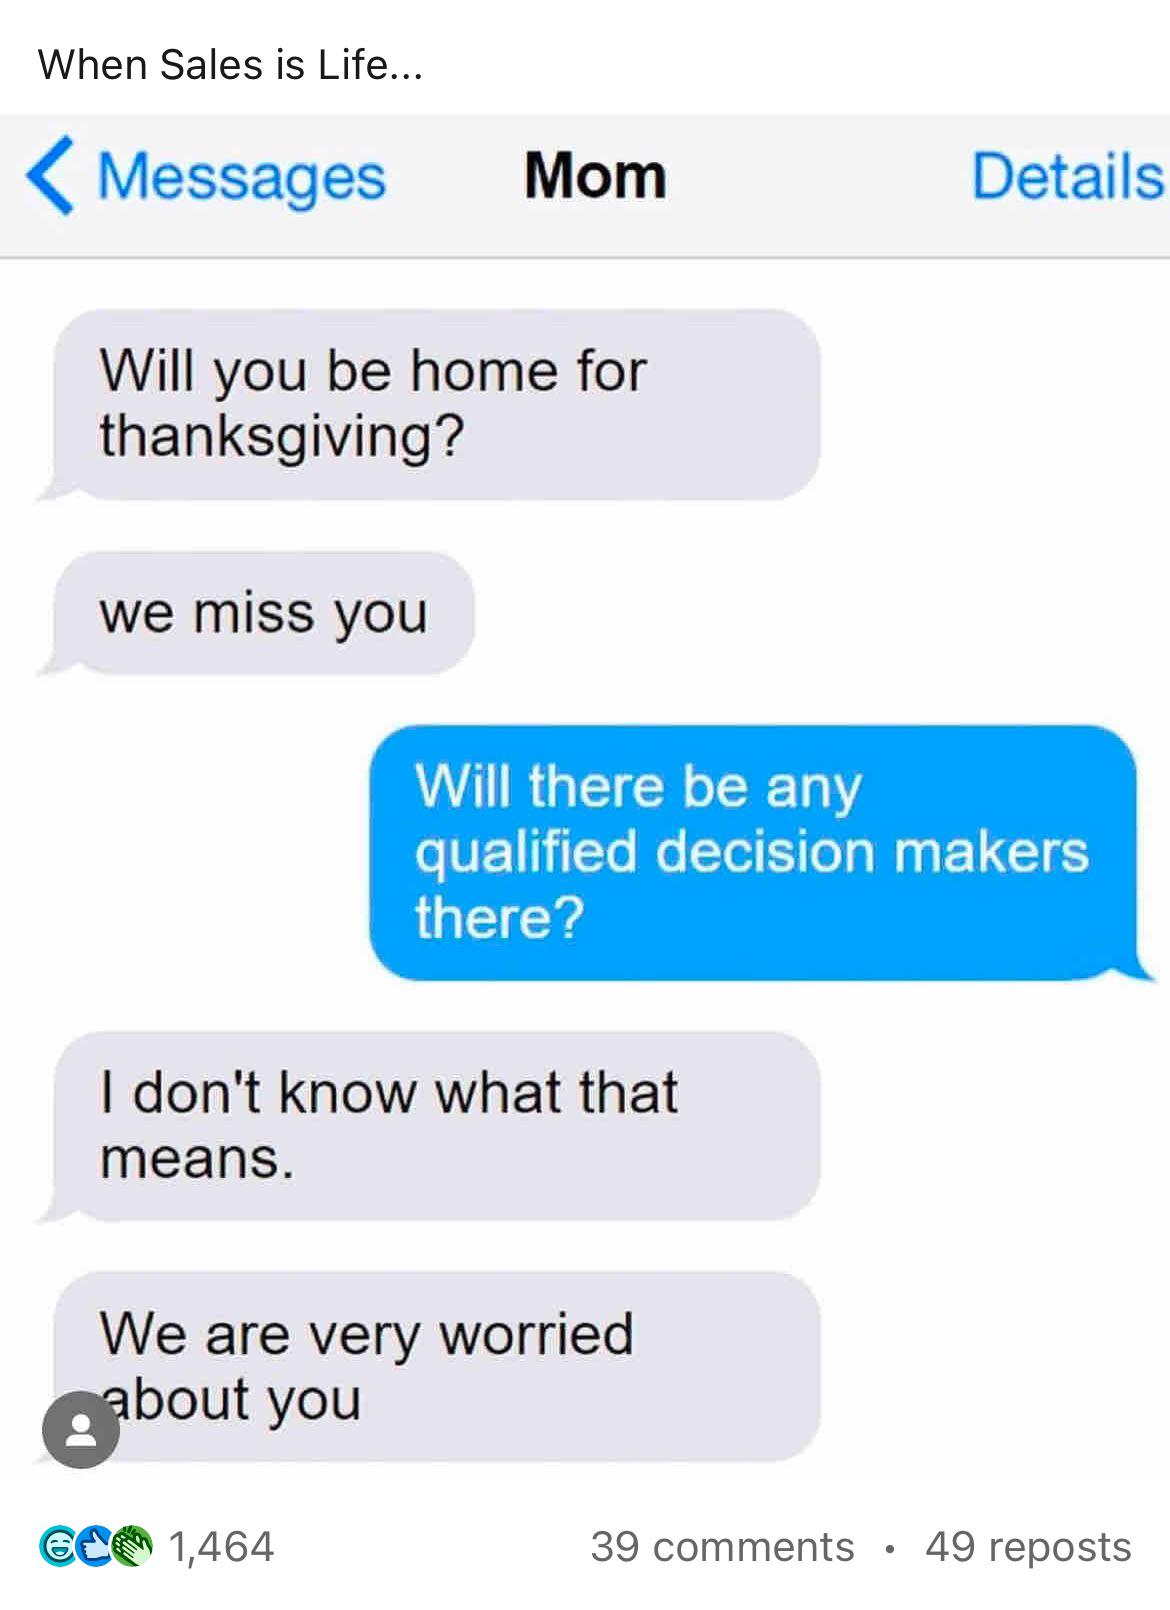 When Sales is Life...
Messages
Mom
Details
Will you be home for
thanksgiving?
we miss you
Will there be any
qualified decision makers
there?
I don't know what that
means.
We are very worried
about you
1,464
39 comments • 49 reposts